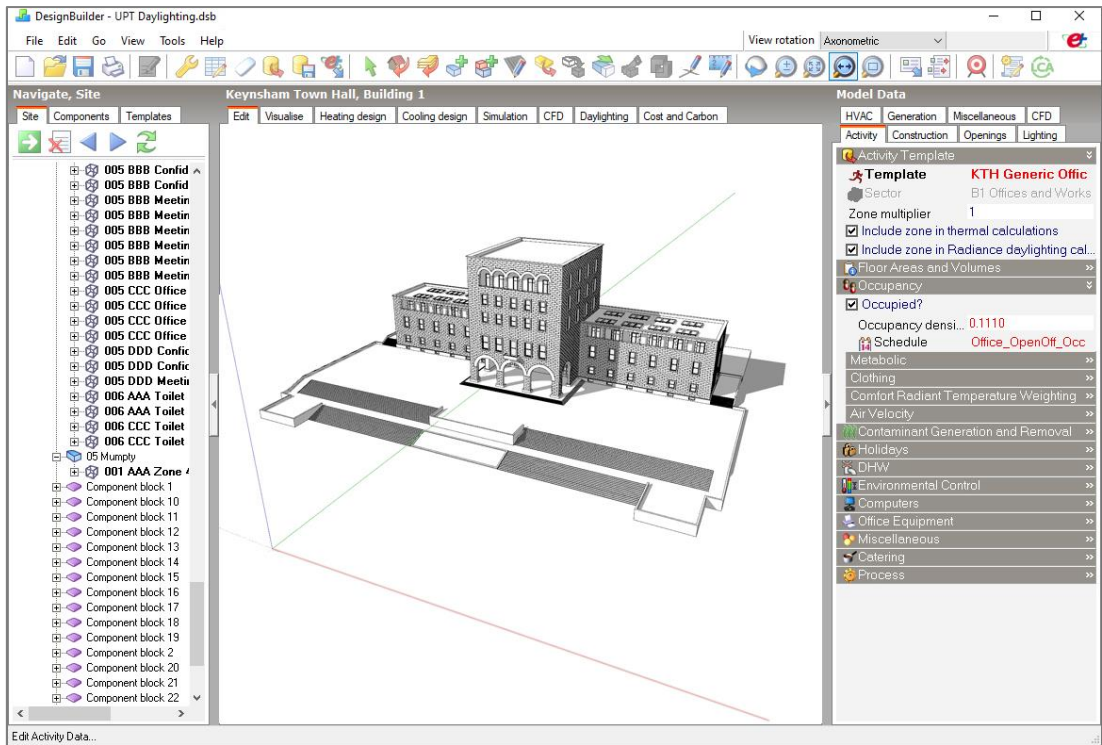 DesignBuilder - UPT Daylighting.dsb
File Edit Go View Tools Help
View rotation Axonometric
Navigate, Site
Site Components Templates
005 BBB Confid
005 BBB Confid
005 BBB Meetin
005 BBB Meetin
005 BBB Meetin
005 BBB Meetin
005 BBB Meetin
005 BBB Meetin
005 CCC Office
005 CCC Office
005 CCC Office
005 CCC Office
005 DDD Confic
005 DDD Confic
005 DDD Meetii
006 AAA Toilet
006 AAA Toilet
006 CCC Toilet
006 CCC Toilet
05 Mumpty
001 AAA Zone
Component block 1
Component block 10
Component block 11
Component block 12
Component block 13
Component block 14
Component block 15
Component block 16
Component block 17
Component block 18
Component block 19
Component block 2
Component block 20
Component block 21
Component block 22
Keynsham Town Hall, Building 1
Edit Visualise Heating design Cooling design Simulation CFD Daylighting Cost and Carbon
Model Data
HVAC Generation Miscellaneous CFD
Activity Construction Openings Lighting
Activity Template
Template KTH Generic Offic
Sector B1 Offices and Works
Zone multiplier 1
Include zone in thermal calculations
Include zone in Radiance daylighting cal...
Floor Areas and Volumes
Occupancy
Occupied?
Occupancy densi... 0.1110
Schedule Office_OpenOff_Occ
Metabolic
Clothing
Comfort Radiant Temperature Weighting
Air Velocity
Contaminant Generation and Removal
Holidays
DHW
Environmental Control
Computers
Office Equipment
Miscellaneous
Catering
Process
Edit Activity Data...